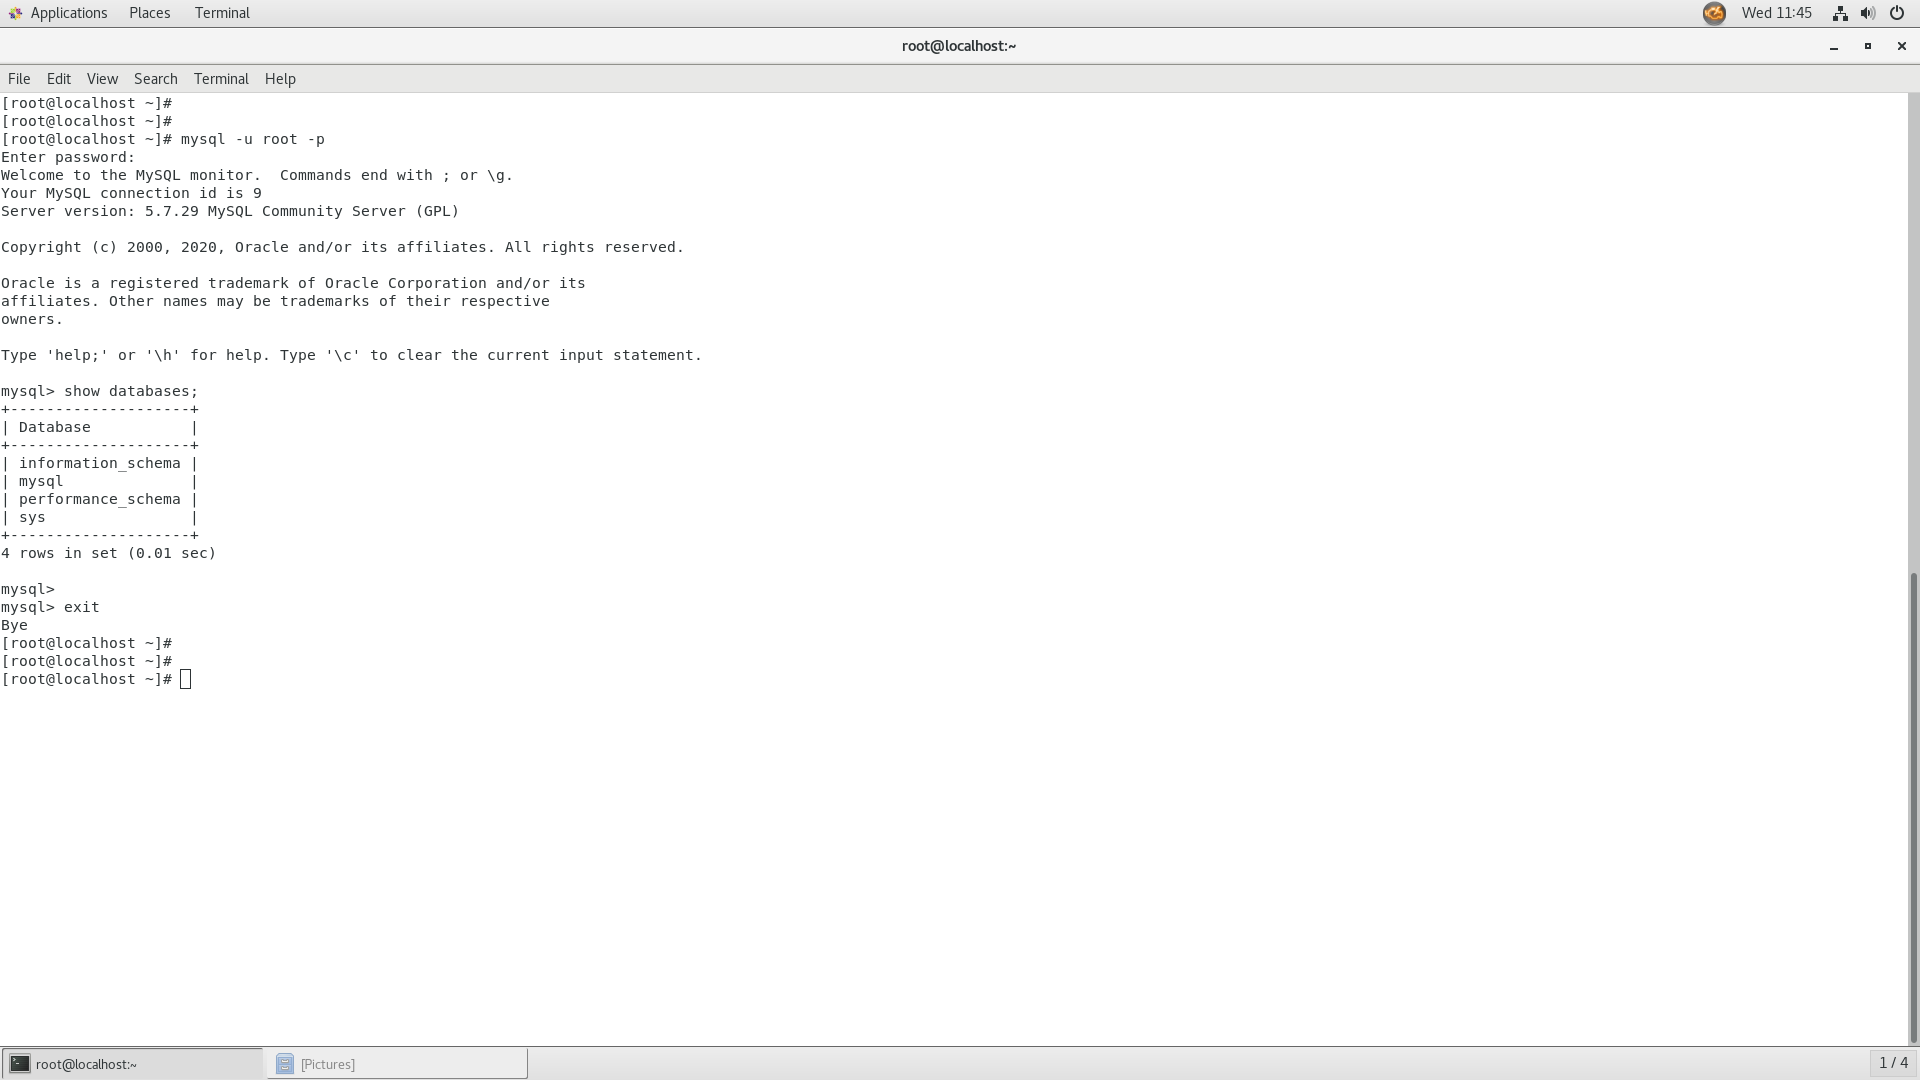 Applications Places Terminal Wed 11:45
root@localhost:~
File Edit View Search Terminal Help
[root@localhost ~]#
[root@localhost ~]#
[root@localhost ~]# mysql -u root -p
Enter password:
Welcome to the MySQL monitor.  Commands end with ; or \g.
Your MySQL connection id is 9
Server version: 5.7.29 MySQL Community Server (GPL)

Copyright (c) 2000, 2020, Oracle and/or its affiliates. All rights reserved.

Oracle is a registered trademark of Oracle Corporation and/or its
affiliates. Other names may be trademarks of their respective
owners.

Type 'help;' or '\h' for help. Type '\c' to clear the current input statement.

mysql> show databases;
+--------------------+
| Database           |
+--------------------+
| information_schema |
| mysql              |
| performance_schema |
| sys                |
+--------------------+
4 rows in set (0.01 sec)

mysql>
mysql> exit
Bye
[root@localhost ~]#
[root@localhost ~]#
[root@localhost ~]#
root@localhost:~ [Pictures] 1 / 4